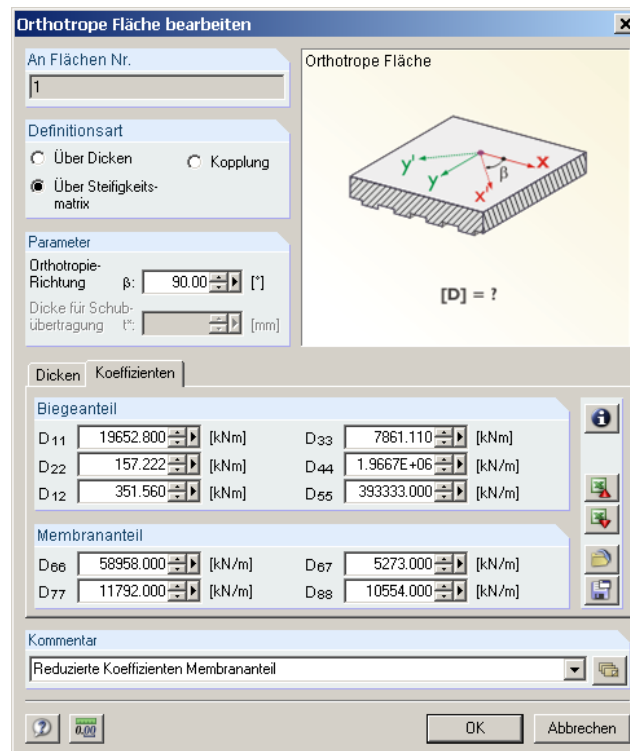 Orthotrope Fläche bearbeiten
An Flächen Nr.
1
Definitionsart
Über Dicken
Kopplung
Über Steifigkeits-
matrix
Parameter
Orthotropie-
Richtung β: 90.00 [°]
Dicke für Schub-
übertragung t*: [mm]
Orthotrope Fläche
y' y x x' β
[D] = ?
Dicken Koeffizienten
Biegeanteil
D11 19652.800 [kNm] D33 7861.110 [kNm]
D22 157.222 [kNm] D44 1.9667E+06 [kN/m]
D12 351.560 [kNm] D55 393333.000 [kN/m]
Membrananteil
D66 58958.000 [kN/m] D67 5273.000 [kN/m]
D77 11792.000 [kN/m] D88 10554.000 [kN/m]
Kommentar
Reduzierte Koeffizienten Membrananteil
0.00 OK Abbrechen